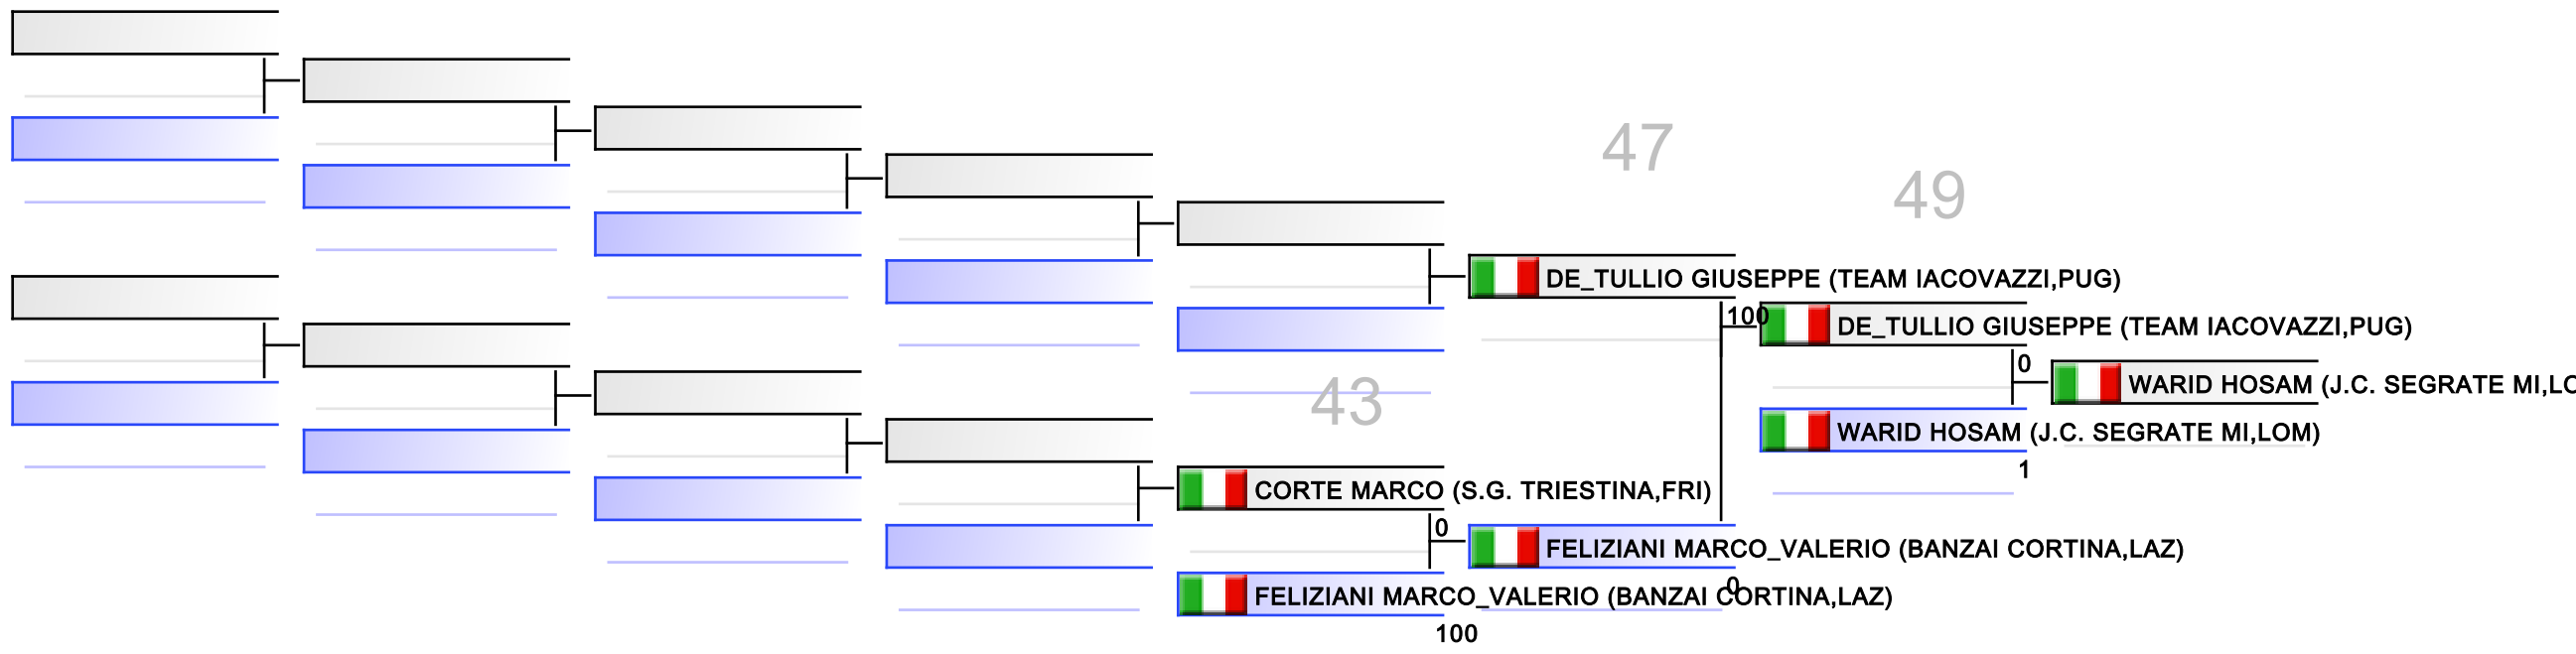 47
49
DE_TULLIO GIUSEPPE (TEAM IACOVAZZI,PUG)
100
DE_TULLIO GIUSEPPE (TEAM IACOVAZZI,PUG)
0
WARID HOSAM (J.C. SEGRATE MI,LO
43
WARID HOSAM (J.C. SEGRATE MI,LOM)
1
CORTE MARCO (S.G. TRIESTINA,FRI)
0
FELIZIANI MARCO_VALERIO (BANZAI CORTINA,LAZ)
0
FELIZIANI MARCO_VALERIO (BANZAI CORTINA,LAZ)
100